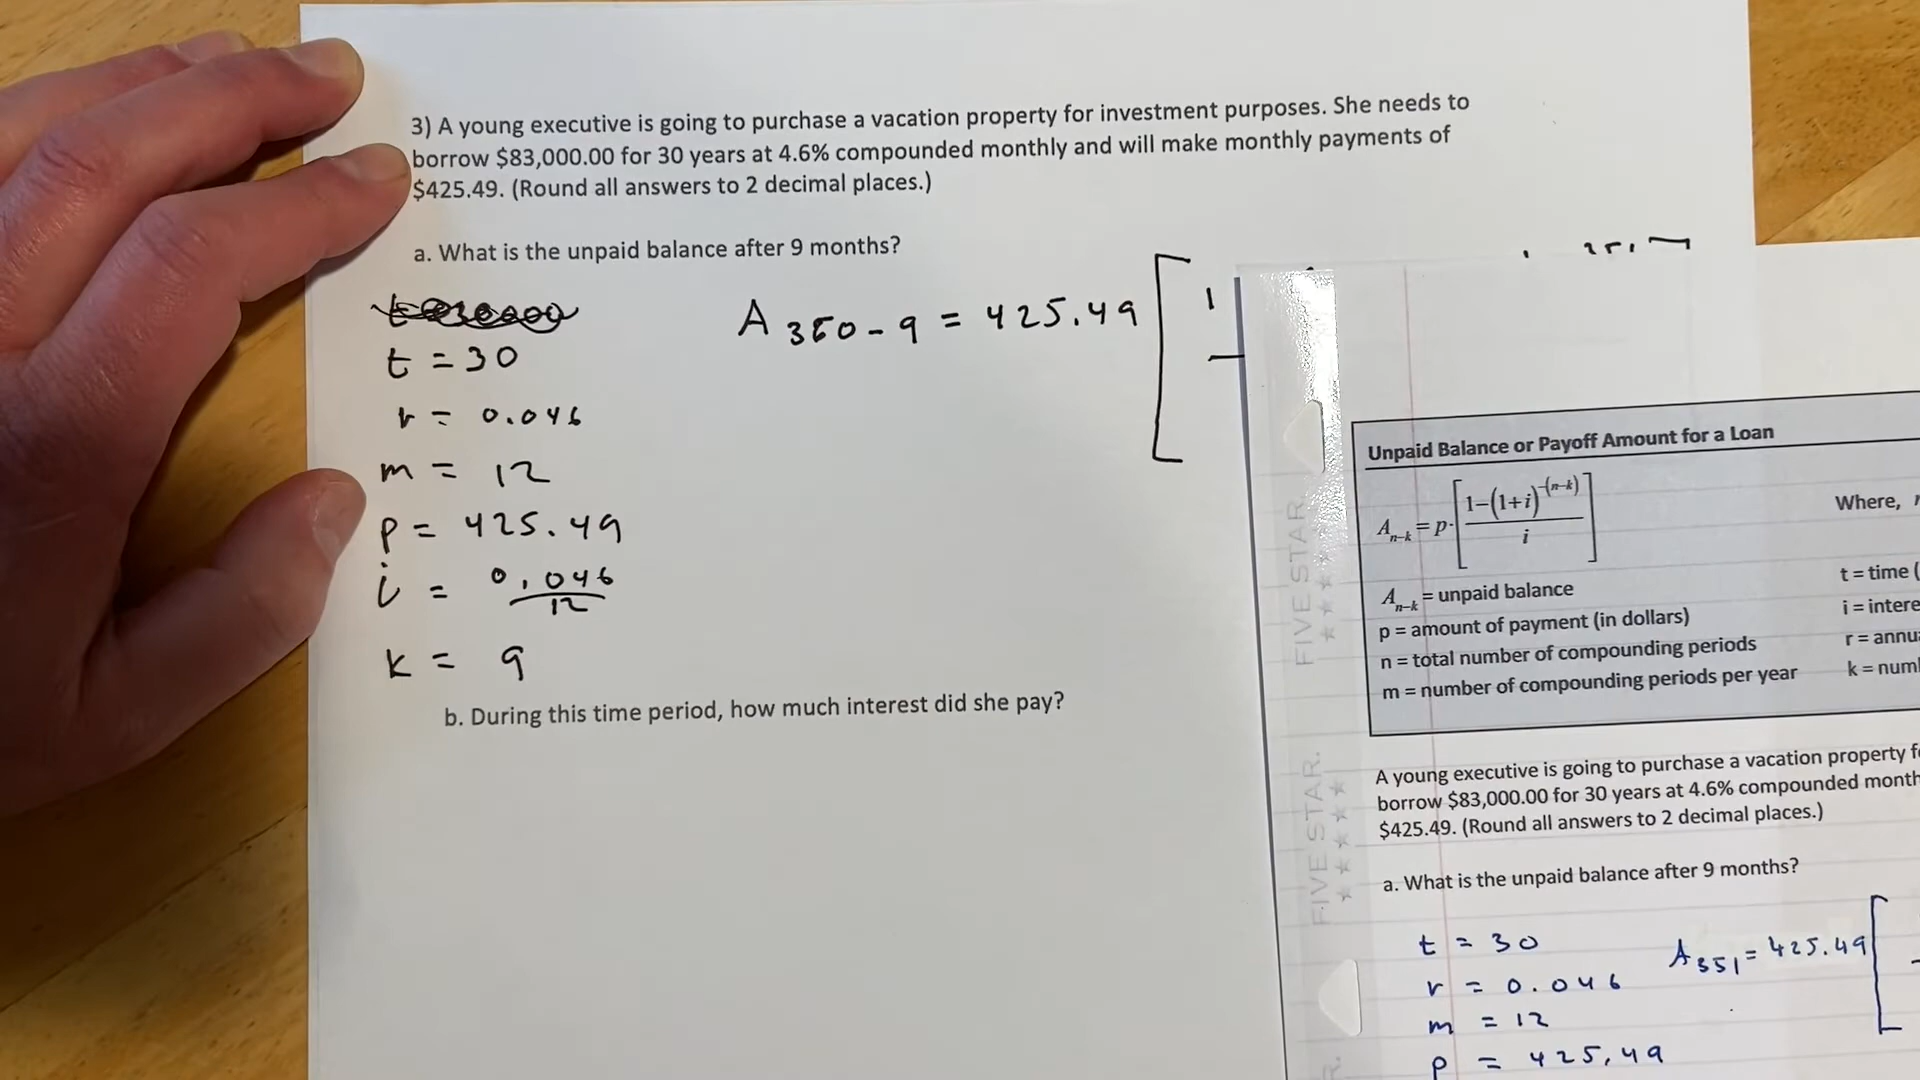 3) A young executive is going to purchase a vacation property for investment purposes. She needs to
borrow $83,000.00 for 30 years at 4.6% compounded monthly and will make monthly payments of
$425.49. (Round all answers to 2 decimal places.)
a. What is the unpaid balance after 9 months?
A 360-9 = 425.49 [ 1
t = 30
r = 0.046
m = 12
p = 425.49
i = 0.046/12
k = 9
b. During this time period, how much interest did she pay?
FIVE STAR.
Unpaid Balance or Payoff Amount for a Loan
A n-k = p·[1-(1+i)^-(n-k) / i]
Where,
A n-k = unpaid balance
t = time (
p = amount of payment (in dollars)
n = total number of compounding periods
r = annu
m = number of compounding periods per year
FIVE STAR.
A young executive is going to purchase a vacation property
borrow $83,000.00 for 30 years at 4.6% compounded
$425.49. (Round all answers to 2 decimal places.)
a. What is the unpaid balance after 9 months?
t = 30
A 351 = 425.49 [
r = 0.046
m = 12
p = 425.49